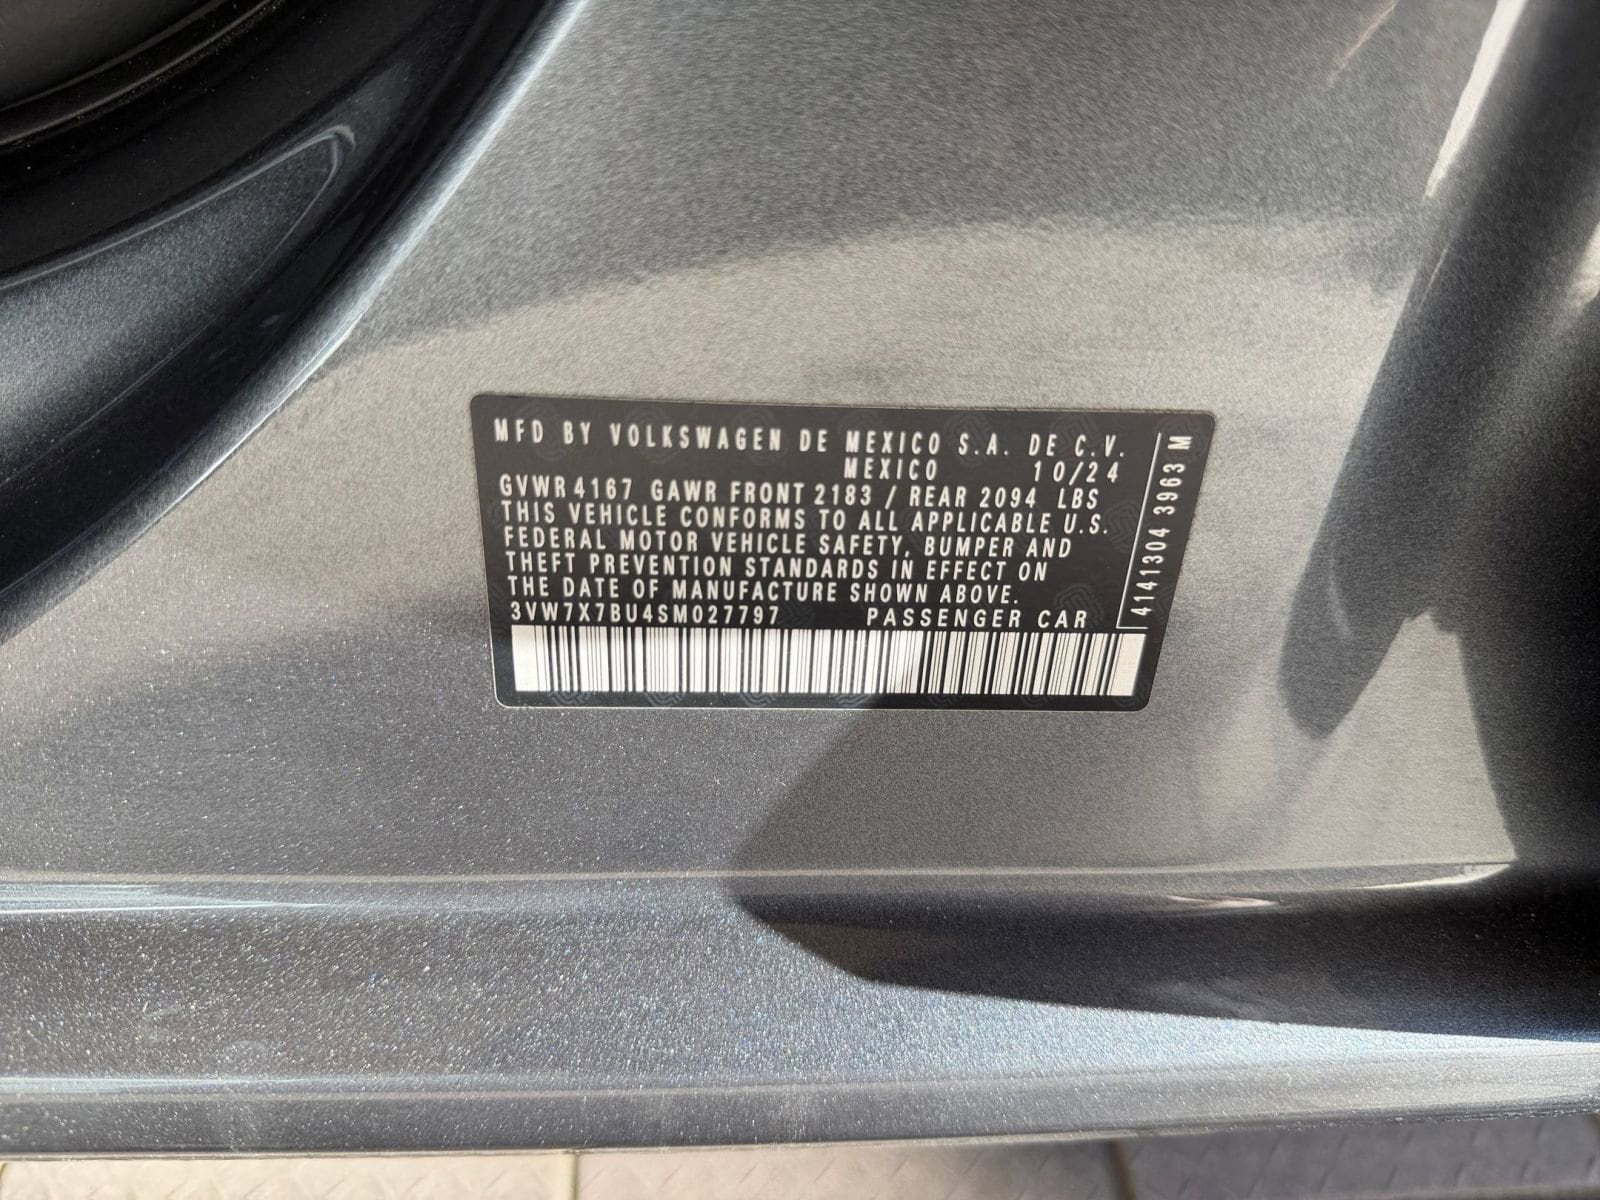 MFD BY VOLKSWAGEN DE MEXICO S.A. DE C.V.
MEXICO 10/24
GVWR 4167 GAWR FRONT 2183 / REAR 2094 LBS
THIS VEHICLE CONFORMS TO ALL APPLICABLE U.S.
FEDERAL MOTOR VEHICLE SAFETY, BUMPER AND
THEFT PREVENTION STANDARDS IN EFFECT ON
THE DATE OF MANUFACTURE SHOWN ABOVE.
3VW7X7BU4SM027797 PASSENGER CAR
4141304 3963 M